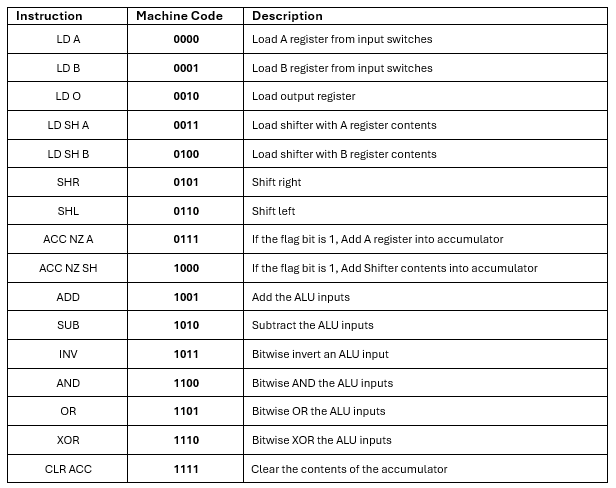 Instruction Machine Code Description
LD A 0000 Load A register from input switches
LD B 0001 Load B register from input switches
LD O 0010 Load output register
LD SH A 0011 Load shifter with A register contents
LD SH B 0100 Load shifter with B register contents
SHR 0101 Shift right
SHL 0110 Shift left
ACC NZ A 0111 If the flag bit is 1, Add A register into accumulator
ACC NZ SH 1000 If the flag bit is 1, Add Shifter contents into accumulator
ADD 1001 Add the ALU inputs
SUB 1010 Subtract the ALU inputs
INV 1011 Bitwise invert an ALU input
AND 1100 Bitwise AND the ALU inputs
OR 1101 Bitwise OR the ALU inputs
XOR 1110 Bitwise XOR the ALU inputs
CLR ACC 1111 Clear the contents of the accumulator